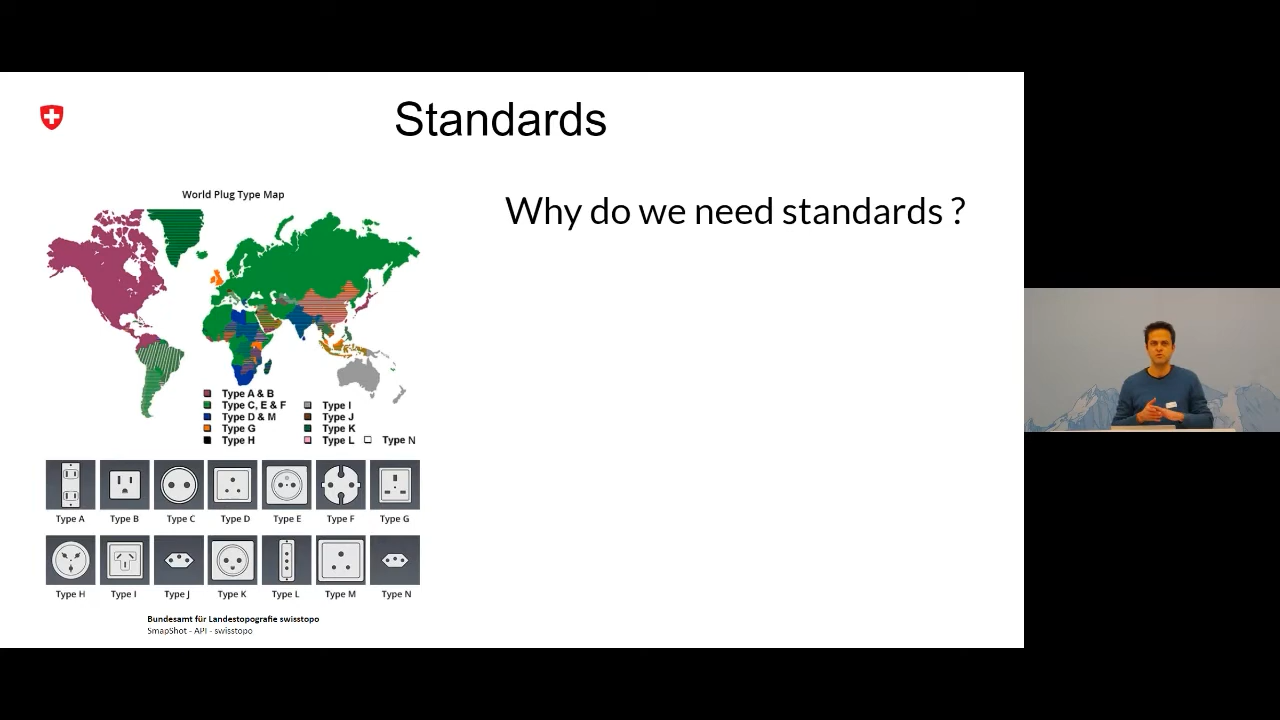 Standards
World Plug Type Map
Why do we need standards ?
Type A & B
Type C, E & F
Type D & M
Type G
Type H
Type I
Type J
Type K
Type L
Type N
Type A
Type B
Type C
Type D
Type E
Type F
Type G
Type H
Type I
Type J
Type K
Type L
Type M
Type N
Bundesamt für Landestopografie swisstopo
SmapShot - API - swisstopo